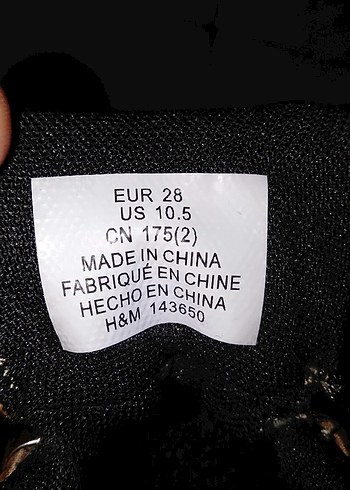 EUR 28
US 10.5
CN 175(2)
MADE IN CHINA
FABRIQUÉ EN CHINE
HECHO EN CHINA
H&M 143650